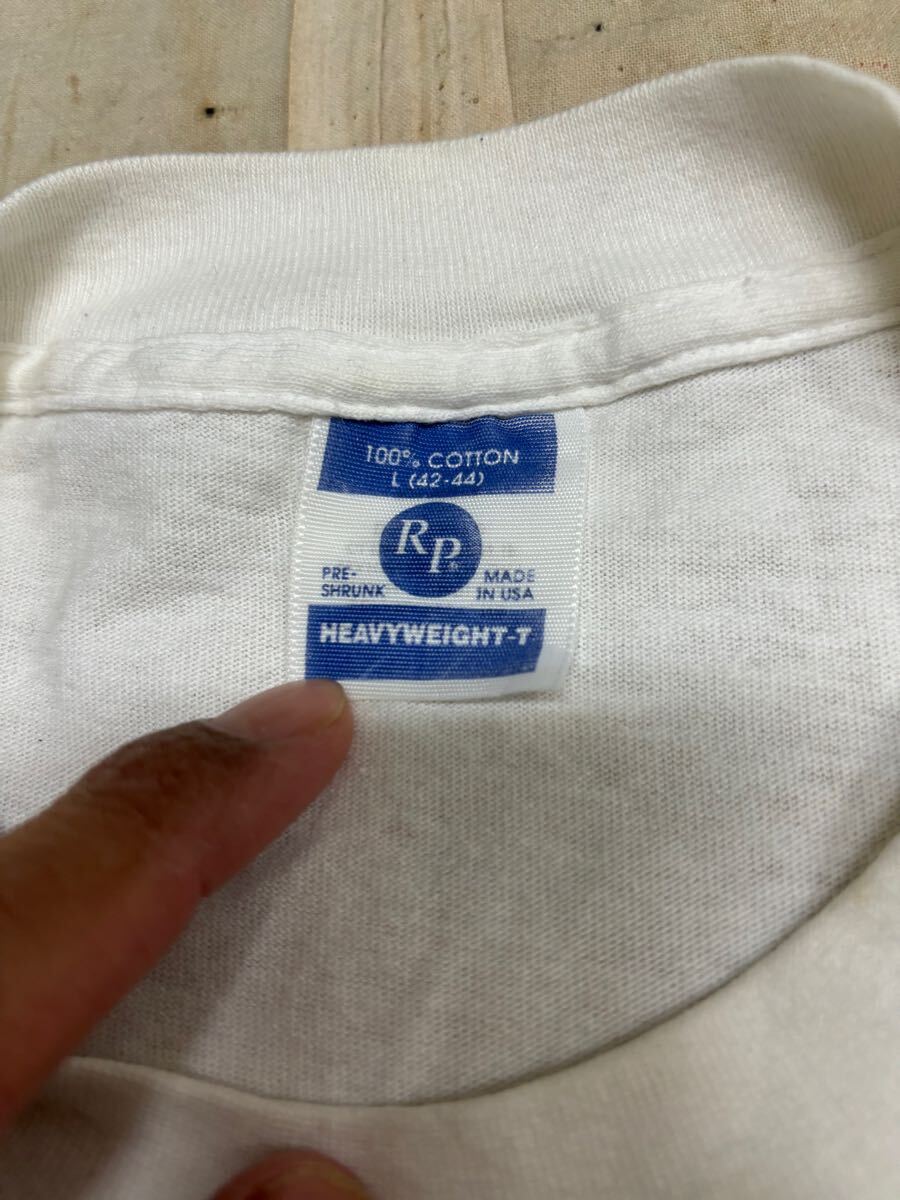 100% COTTON
L (42-44)
RP®
PRE-SHRUNK
MADE IN USA
HEAVYWEIGHT-T